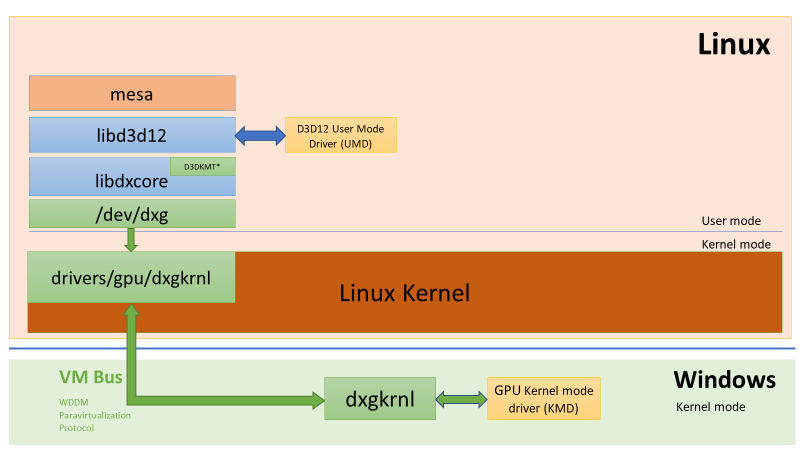 Linux
mesa
libd3d12
D3D12 User Mode
Driver (UMD)
D3DKMT*
libdxcore
/dev/dxg
User mode
Kernel mode
drivers/gpu/dxgkrnl
Linux Kernel
VM Bus
WDDM
Paravirtualization
Protocol
dxgkrnl
GPU Kernel mode
driver (KMD)
Windows
Kernel mode